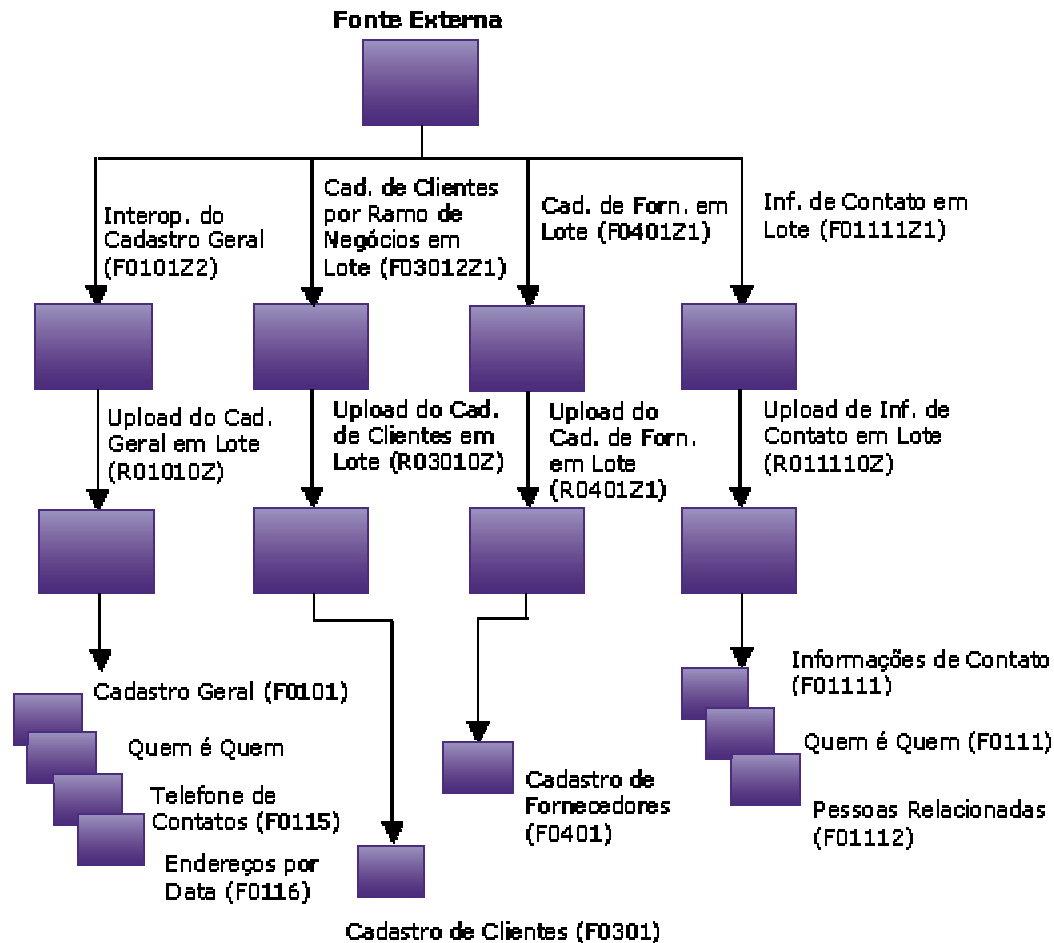 Fonte Externa
Interop. do
Cadastro Geral
(F0101Z2)
Cad. de Clientes
por Ramo de
Negócios em
Lote (F03012Z1)
Cad. de Forn. em
Lote (F0401Z1)
Inf. de Contato em
Lote (F01111Z1)
Upload do Cad.
Geral em Lote
(R01010Z)
Upload do Cad.
de Clientes em
Lote (R03010Z)
Upload do
Cad. de Forn.
em Lote
(R0401Z1)
Upload de Inf. de
Contato em Lote
(R011110Z)
Cadastro Geral (F0101)
Quem é Quem
Telefone de
Contatos (F0115)
Endereços por
Data (F0116)
Cadastro de Clientes (F0301)
Cadastro de
Fornecedores
(F0401)
Informações de Contato
(F01111)
Quem é Quem (F0111)
Pessoas Relacionadas
(F01112)